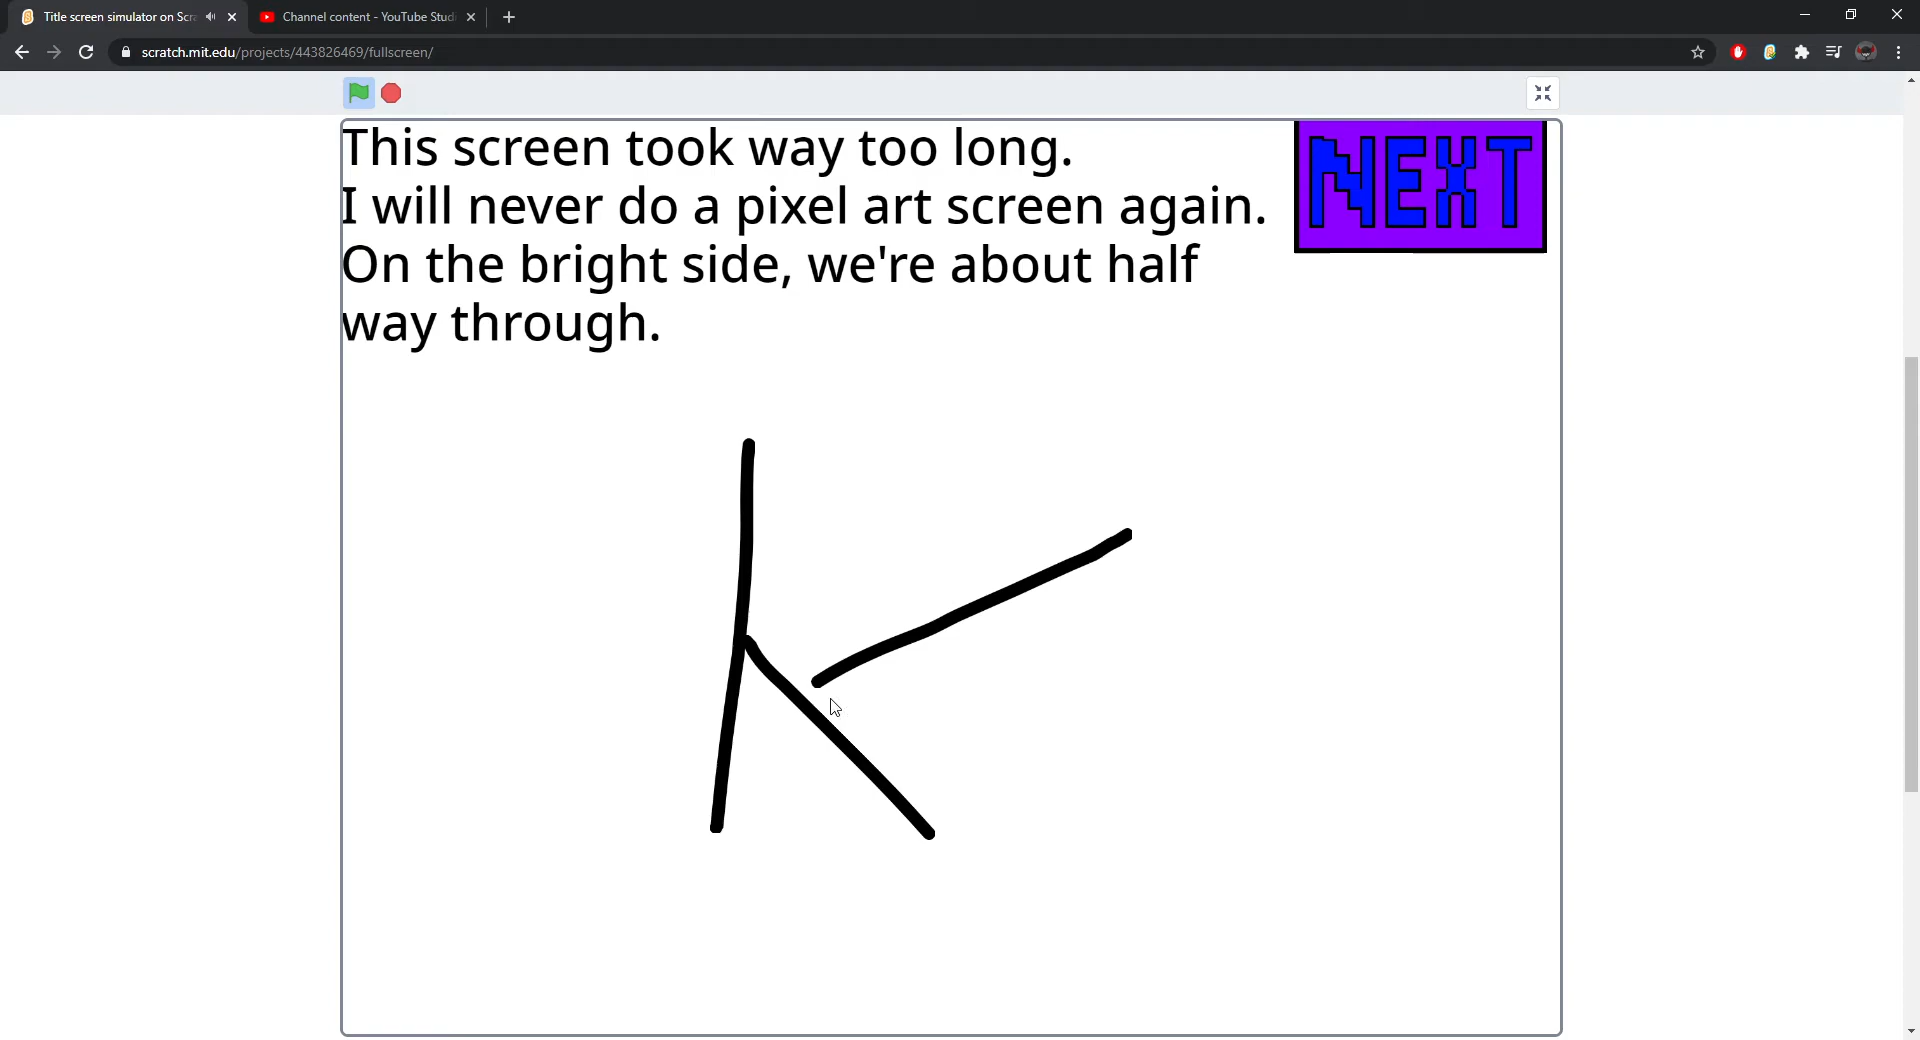 Title screen simulator on Scra
Channel content - YouTube Studi
scratch.mit.edu/projects/443826469/fullscreen/
This screen took way too long.
I will never do a pixel art screen again.
On the bright side, we're about half
way through.
NEXT
K